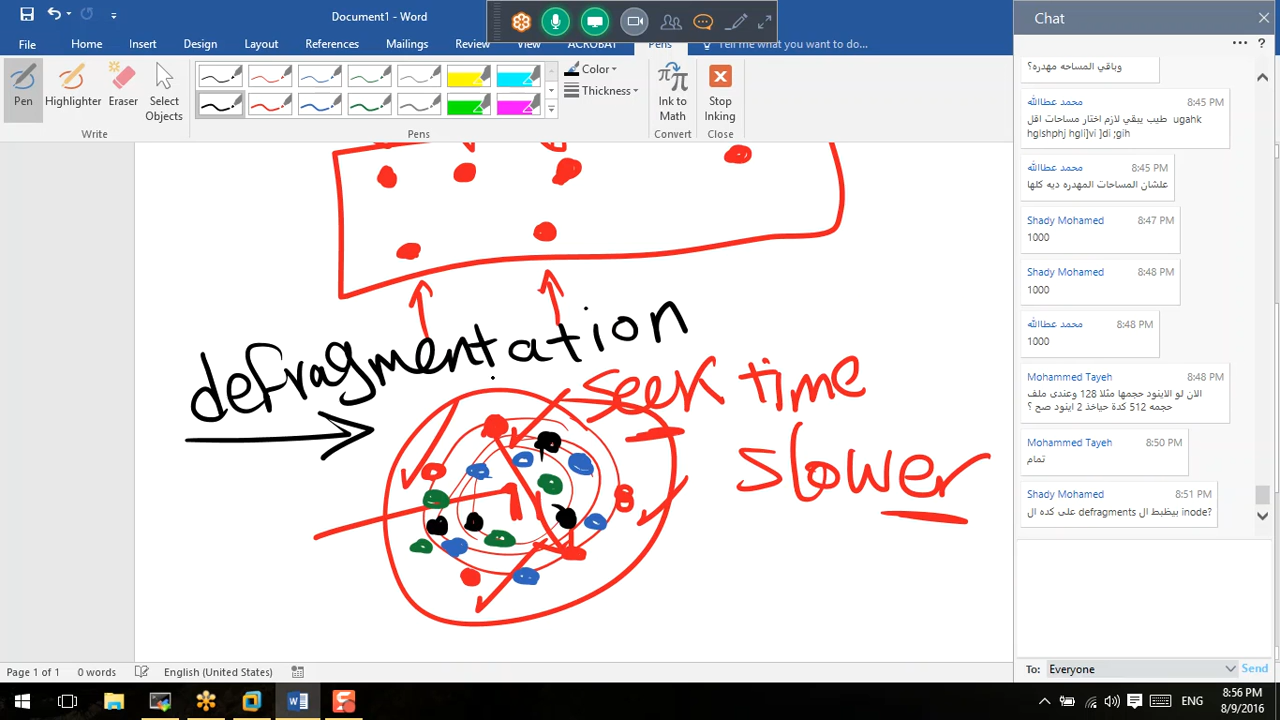 Document1 - Word
File
Home
Insert
Design
Layout
References
Mailings
Review
View
ACROBAT
Pens
Tell me what you want to do...
Pen
Highlighter
Eraser
Select Objects
Color
Thickness
Ink to Math
Stop Inking
Write
Pens
Convert
Close
defragmentation
seek time
slower
Chat
وباقي المساحه مهدره؟
محمد عطاالله 8:45 PM
طيب يبقي لازم اختار مساحات اقل ugahk
hgishphj hgli]vi ]di ;gih
محمد عطاالله 8:45 PM
علشان المساحات المهدره ديه كلها
Shady Mohamed 8:47 PM
1000
Shady Mohamed 8:48 PM
1000
محمد عطاالله 8:48 PM
1000
Mohammed Tayeh 8:48 PM
الان لو الاينود حجمها مثلا 128 وعندى ملف
حجمه 512 كدة حياخذ 2 اينود صح ؟
Mohammed Tayeh 8:50 PM
تمام
Shady Mohamed 8:51 PM
على كده ال defragments بيظبط ال inode?
To: Everyone
Send
Page 1 of 1
0 words
English (United States)
ENG
8:56 PM
8/9/2016